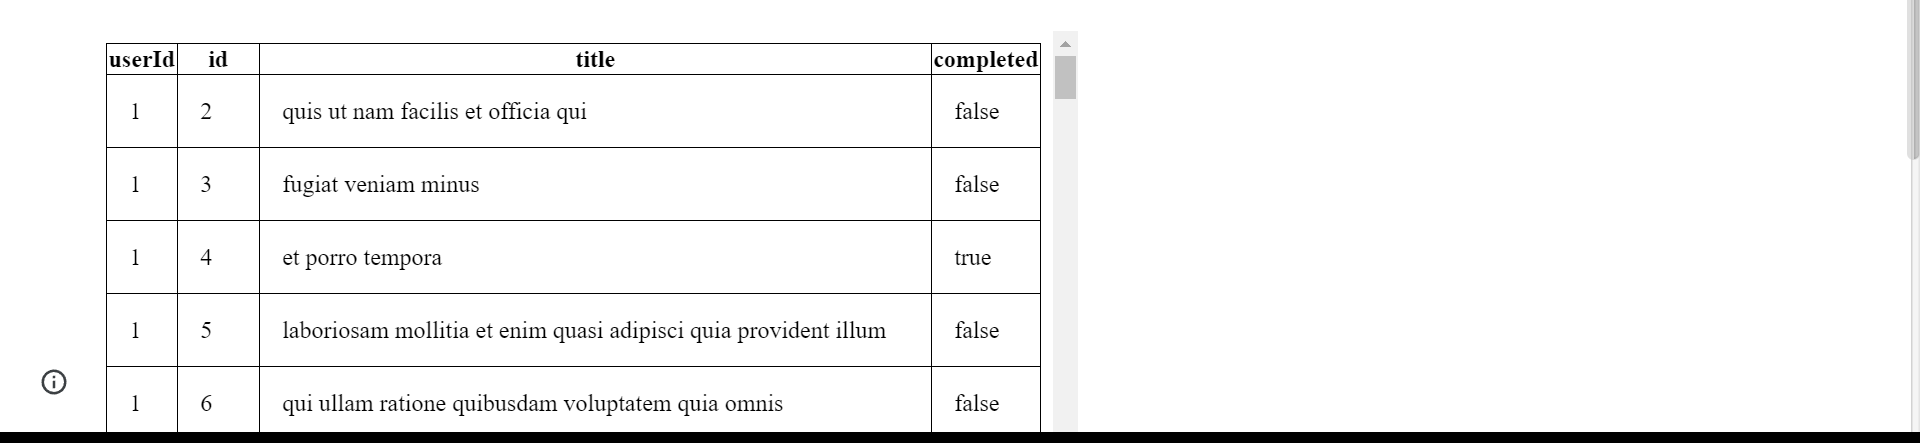 userId id title completed
1 2 quis ut nam facilis et officia qui false
1 3 fugiat veniam minus false
1 4 et porro tempora true
1 5 laboriosam mollitia et enim quasi adipisci quia provident illum false
1 6 qui ullam ratione quibusdam voluptatem quia omnis false